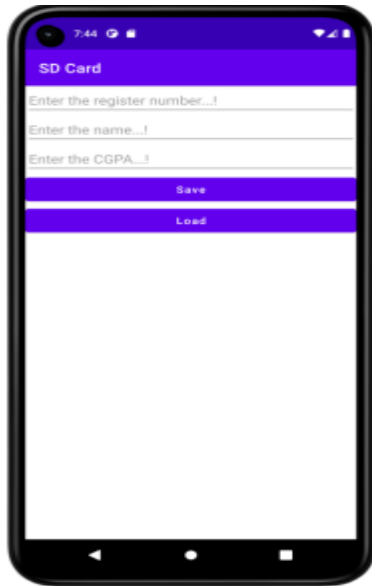 7:44
SD Card
Enter the register number...!
Enter the name...!
Enter the CGPA...!
Save
Load